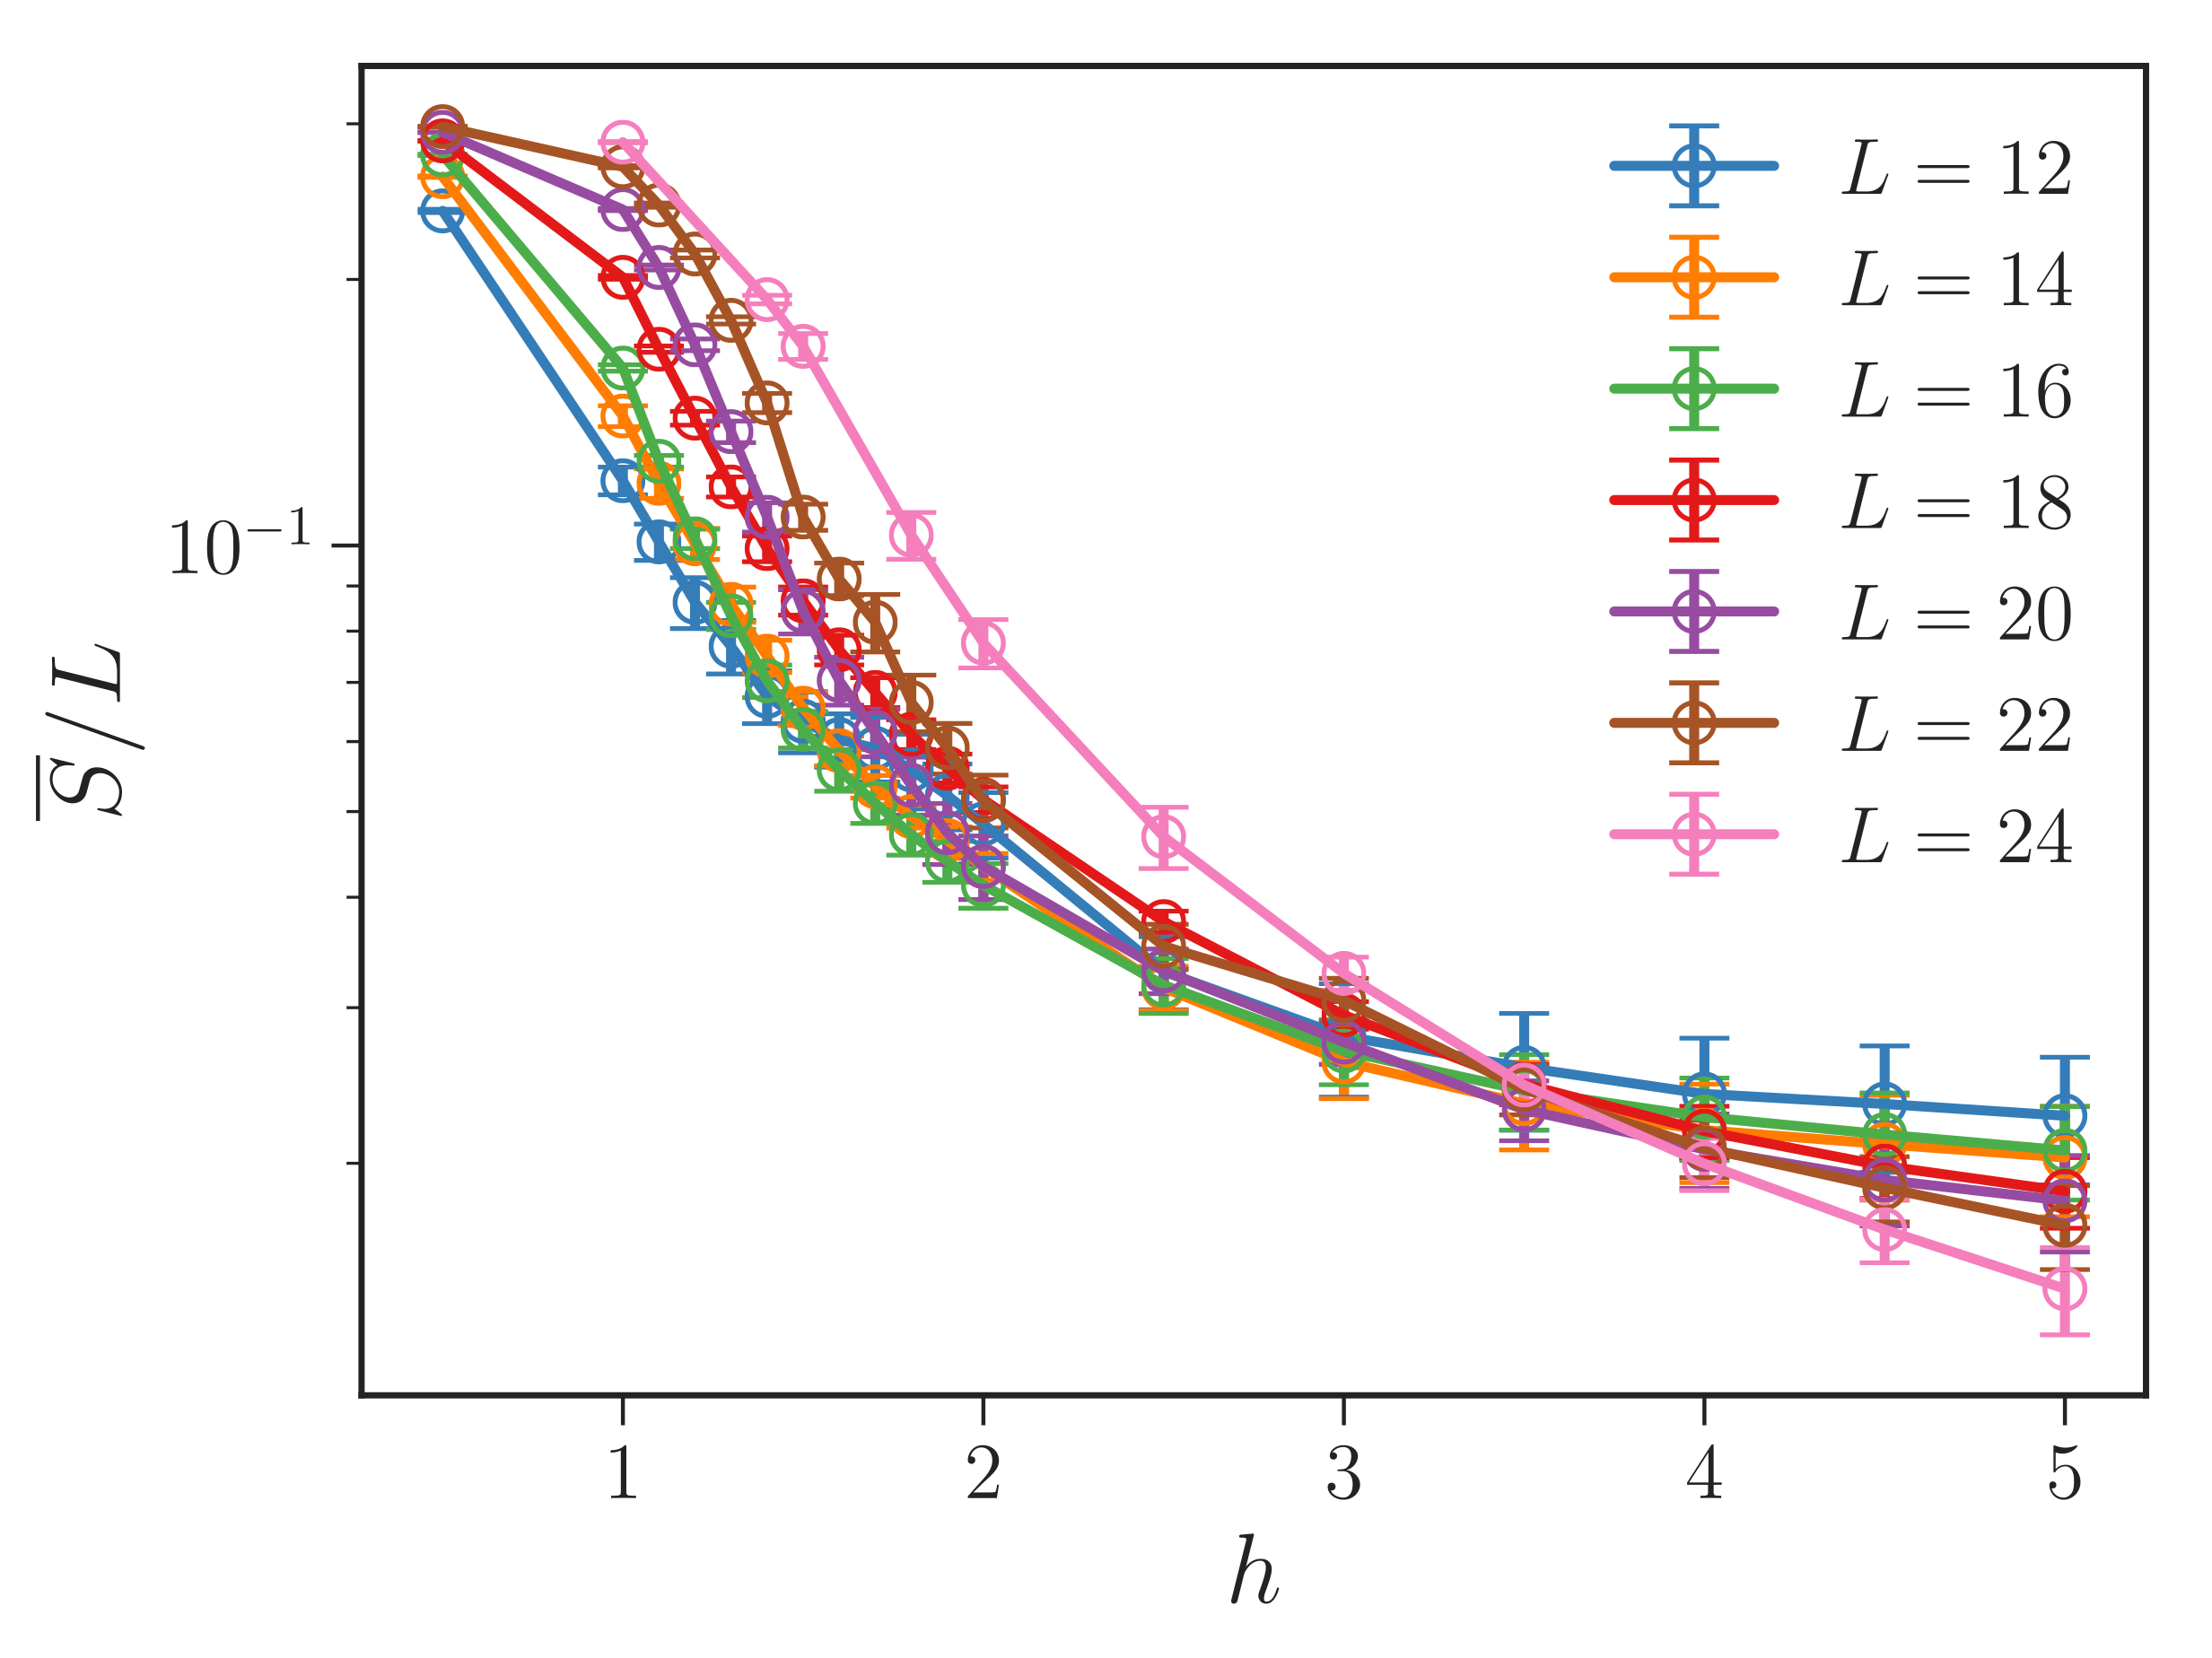 L = 12
L = 14
L = 16
L = 18
L = 20
L = 22
L = 24
10⁻¹
S̅/L
1 2 3 4 5
h